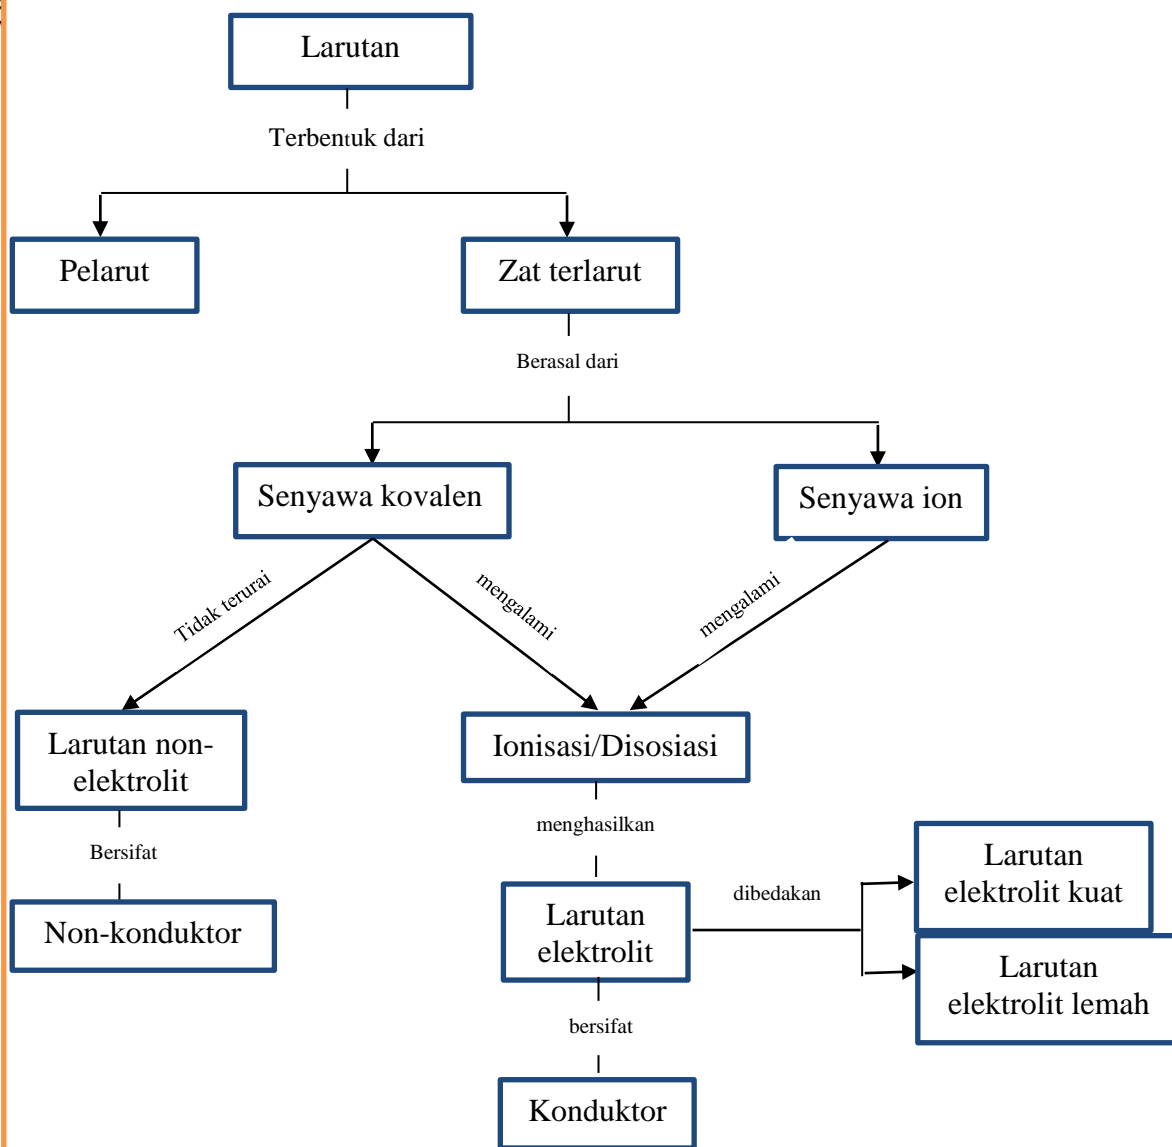 Larutan
Terbentuk dari
Pelarut
Zat terlarut
Berasal dari
Senyawa kovalen
Senyawa ion
Tidak terurai
mengalami
mengalami
Larutan non-
elektrolit
Ionisasi/Disosiasi
Bersifat
menghasilkan
Non-konduktor
Larutan
elektrolit
dibedakan
Larutan
elektrolit kuat
Larutan
elektrolit lemah
bersifat
Konduktor